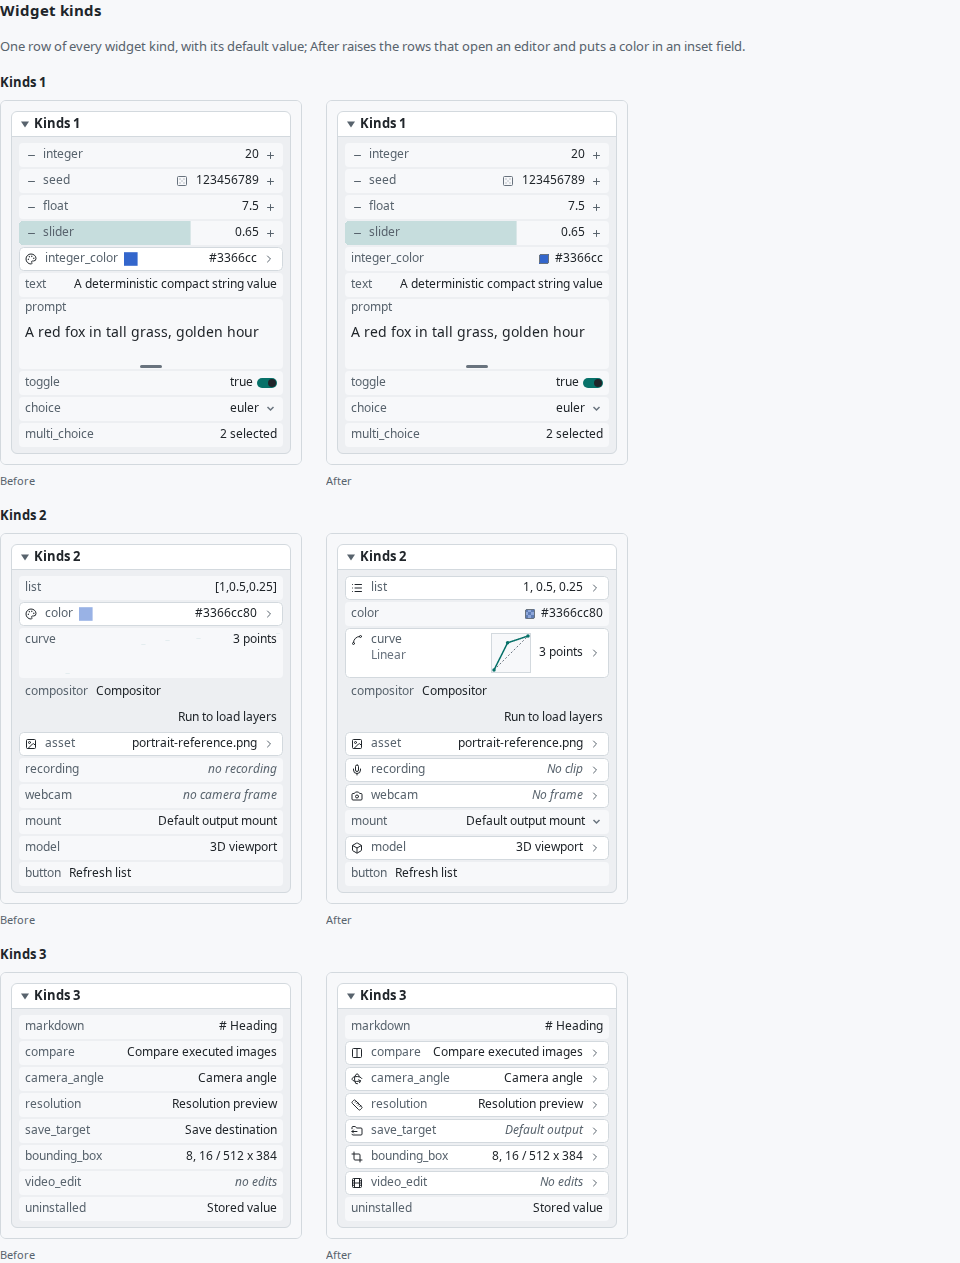 Widget kinds
One row of every widget kind, with its default value; After raises the rows that open an editor and puts a color in an inset field.
Kinds 1
Kinds 1
− integer 20 +
− seed 123456789 +
− float 7.5 +
− slider 0.65 +
integer_color #3366cc
text A deterministic compact string value
prompt
A red fox in tall grass, golden hour
toggle true
choice euler
multi_choice 2 selected
Before
Kinds 1
− integer 20 +
− seed 123456789 +
− float 7.5 +
− slider 0.65 +
integer_color #3366cc
text A deterministic compact string value
prompt
A red fox in tall grass, golden hour
toggle true
choice euler
multi_choice 2 selected
After
Kinds 2
Kinds 2
list [1,0.5,0.25]
color #3366cc80
curve 3 points
compositor Compositor
Run to load layers
asset portrait-reference.png
recording no recording
webcam no camera frame
mount Default output mount
model 3D viewport
button Refresh list
Before
Kinds 2
list 1, 0.5, 0.25
color #3366cc80
curve
Linear
3 points
compositor Compositor
Run to load layers
asset portrait-reference.png
recording No clip
webcam No frame
mount Default output mount
model 3D viewport
button Refresh list
After
Kinds 3
Kinds 3
markdown # Heading
compare Compare executed images
camera_angle Camera angle
resolution Resolution preview
save_target Save destination
bounding_box 8, 16 / 512 x 384
video_edit no edits
uninstalled Stored value
Before
Kinds 3
markdown # Heading
compare Compare executed images
camera_angle Camera angle
resolution Resolution preview
save_target Default output
bounding_box 8, 16 / 512 x 384
video_edit No edits
uninstalled Stored value
After